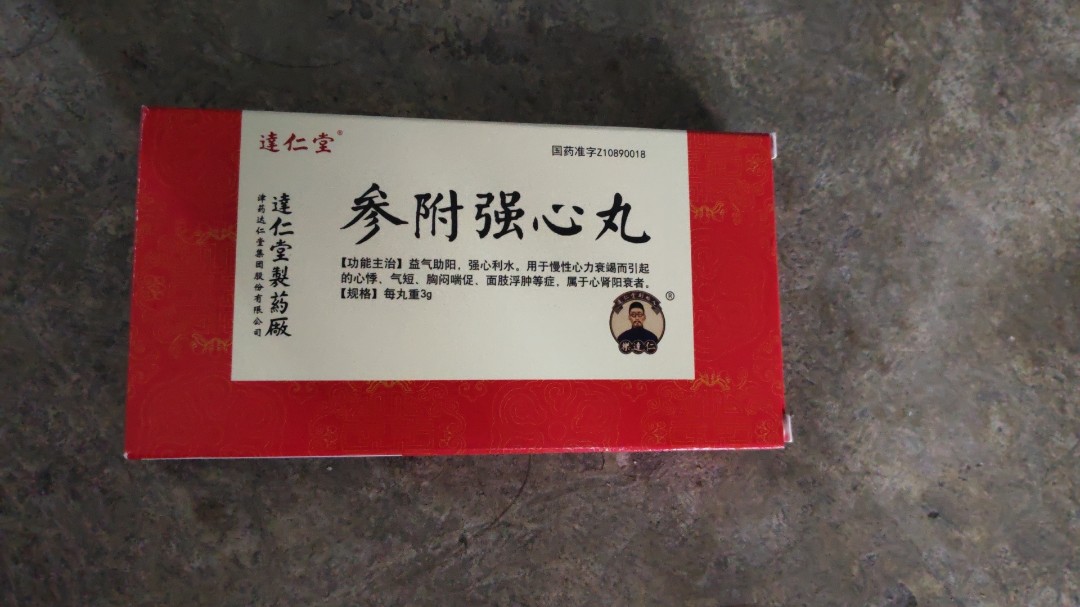 達仁堂®
国药准字Z10890018
参附强心丸
達仁堂製药厰
津药达仁堂集团股份有限公司
【功能主治】益气助阳，强心利水。用于慢性心力衰竭而引起
的心悸、气短、胸闷喘促、面肢浮肿等症，属于心肾阳衰者。
【规格】每丸重3g
®
樂達仁